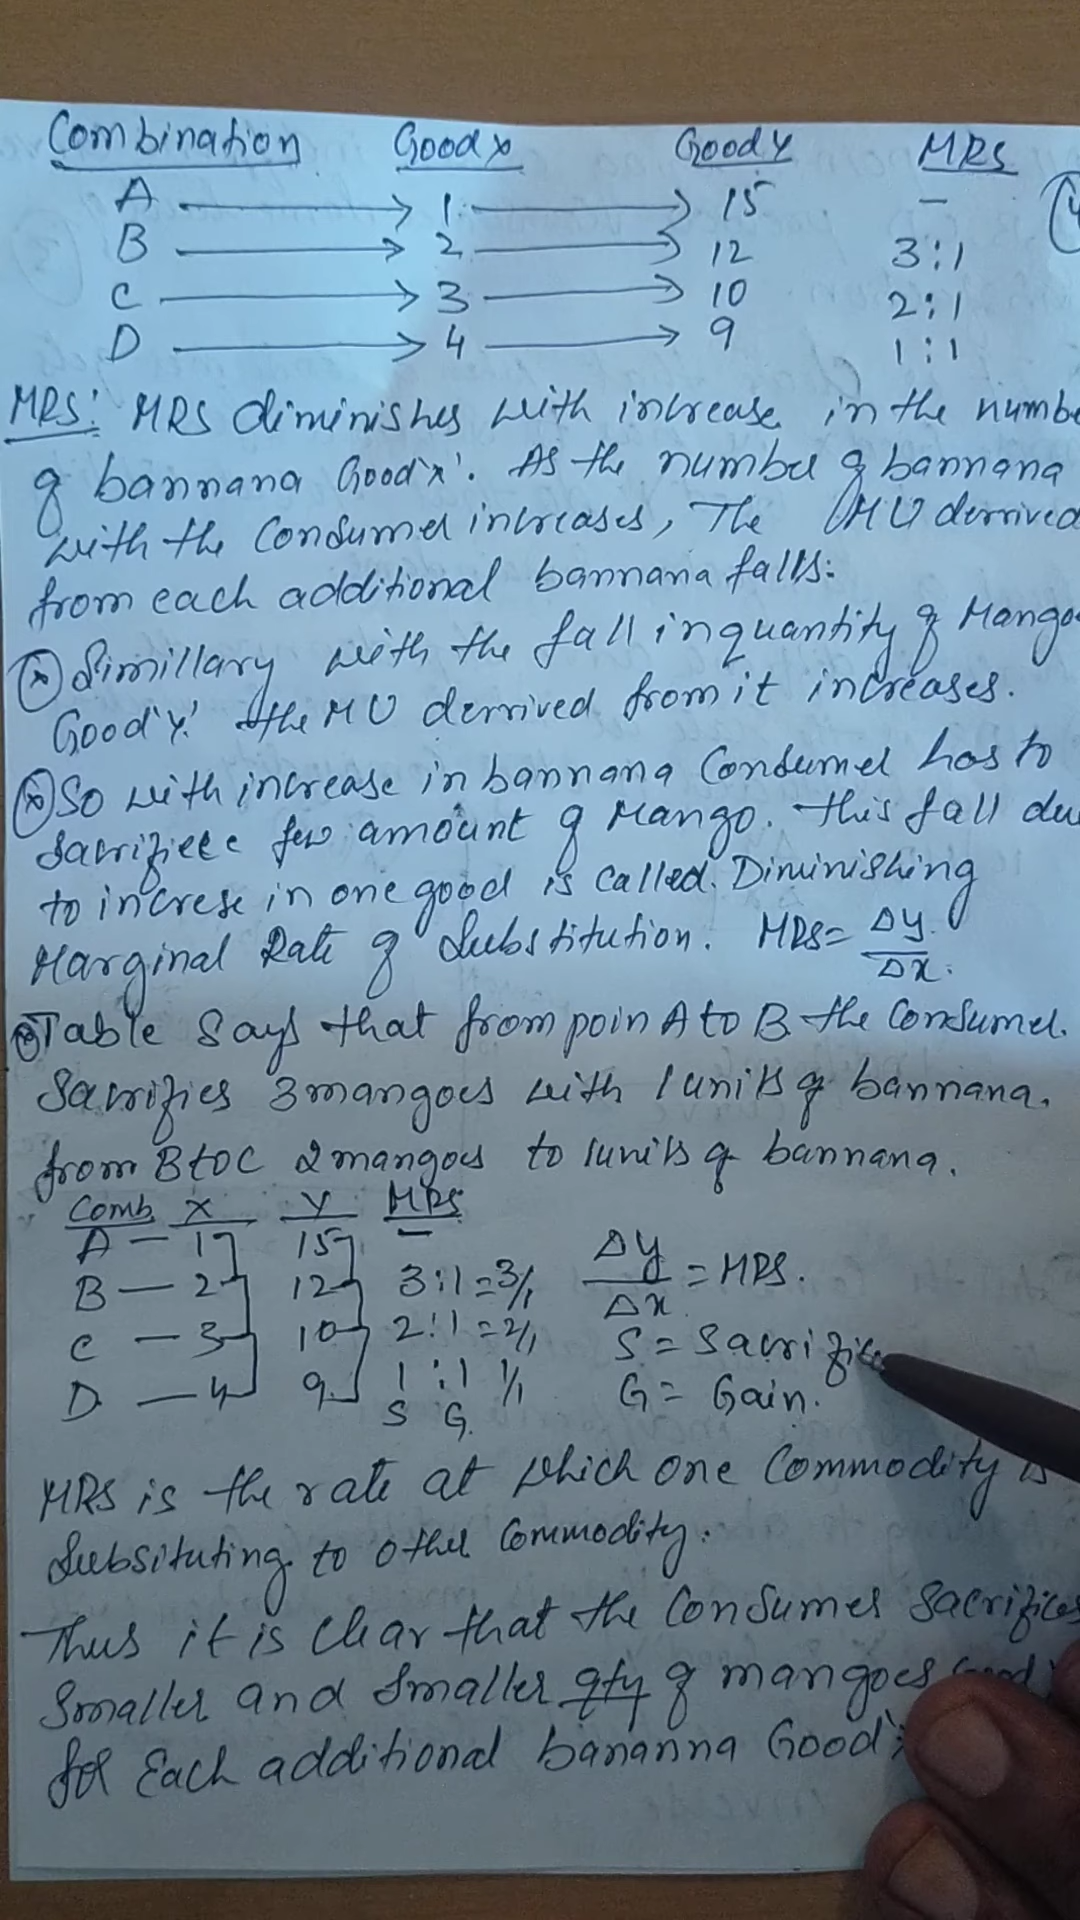 Combination Good x Good Y MRS
A → 1 → 15 –
B → 2 → 12 3:1
C → 3 → 10 2:1
D → 4 → 9 1:1
MRS: MRS diminishes with increase in the numbe
of bannana Good 'x'. As the number of bannana
with the Consumer increases, The MU derrived
from each additional bannana falls.
Simillary with the fall in quantity of Mango
Good 'Y' the MU derrived from it increases.
So with increase in bannana Consumer has to
Sacrifiece few amount of Mango. this fall due
to increse in one good is called. Diminishing
Marginal Rate of Substitution. MRS = Δy/Δx.
Table Says that from poin A to B the Consumer.
Sacrifies 3 mangoes with 1 units of bannana.
from B to C 2 mangoes to 1 units of bannana.
Comb X Y MRS
A – 1 15 –
B – 2 12 3:1 = 3/1 Δy/Δx = MRS.
C – 3 10 2:1 = 2/1 S = Sacrifice
D – 4 9 1:1 1/1 G = Gain.
S G
MRS is the rate at which one Commodity is
Subsituting to other Commodity.
Thus it is Clear that the Consumer Sacrifices
Smaller and Smaller qty of mangoes Good
for Each additional bananna Good